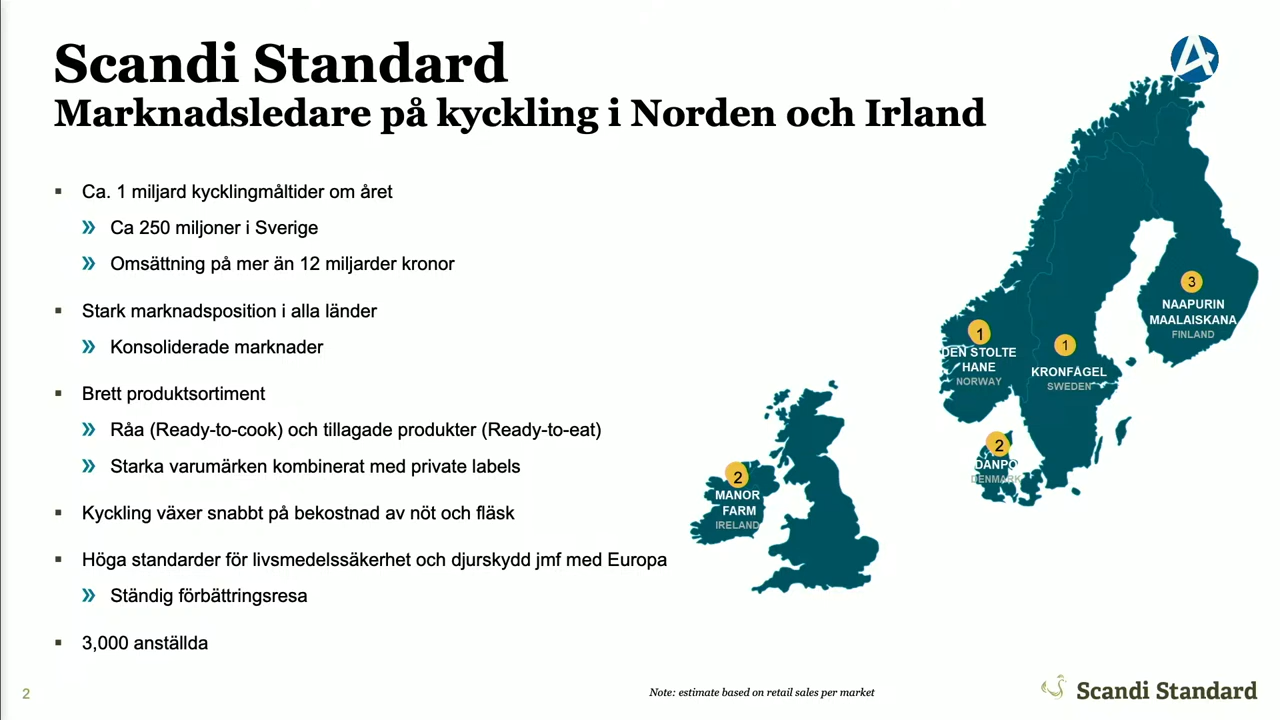 Scandi Standard
Marknadsledare på kyckling i Norden och Irland
▪ Ca. 1 miljard kycklingmåltider om året
» Ca 250 miljoner i Sverige
» Omsättning på mer än 12 miljarder kronor
▪ Stark marknadsposition i alla länder
» Konsoliderade marknader
▪ Brett produktsortiment
» Råa (Ready-to-cook) och tillagade produkter (Ready-to-eat)
» Starka varumärken kombinerat med private labels
▪ Kyckling växer snabbt på bekostnad av nöt och fläsk
▪ Höga standarder för livsmedelssäkerhet och djurskydd jmf med Europa
» Ständig förbättringsresa
▪ 3,000 anställda
3
NAAPURIN
MAALAISKANA
FINLAND
1
DEN STOLTE
HANE
NORWAY
1
KRONFÅGEL
SWEDEN
2
DANPO
DENMARK
2
MANOR
FARM
IRELAND
2
Note: estimate based on retail sales per market
Scandi Standard